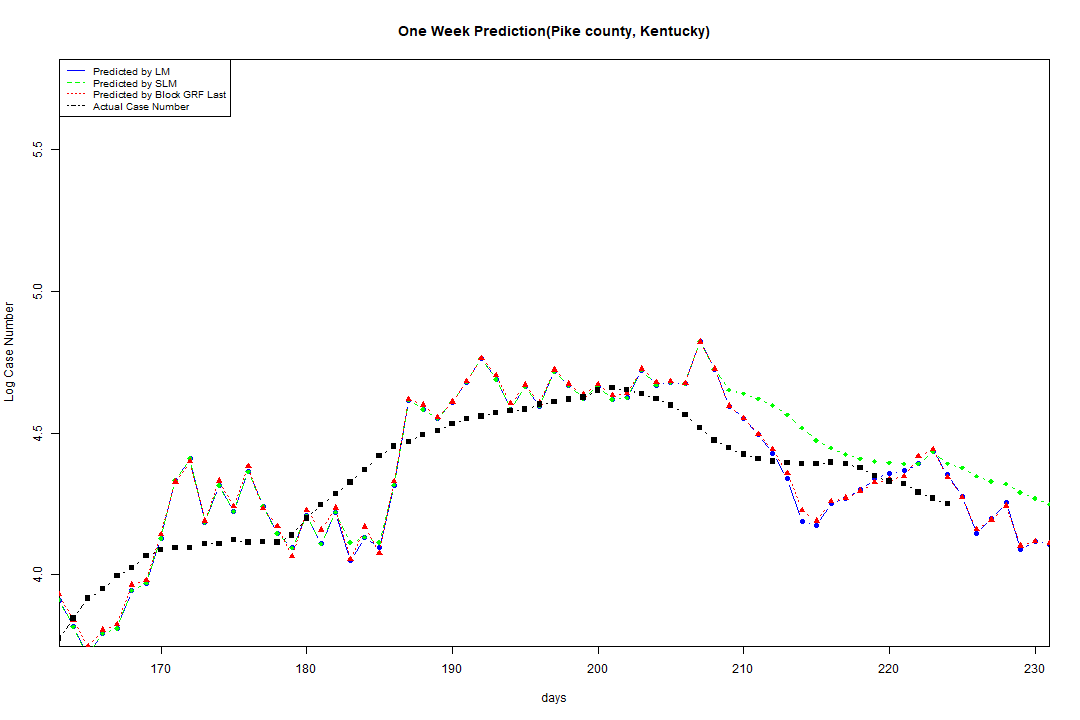 One Week Prediction(Pike county, Kentucky)
Predicted by LM
Predicted by SLM
Predicted by Block GRF Last
Actual Case Number
5.5
5.0
4.5
4.0
Log Case Number
170 180 190 200 210 220 230
days